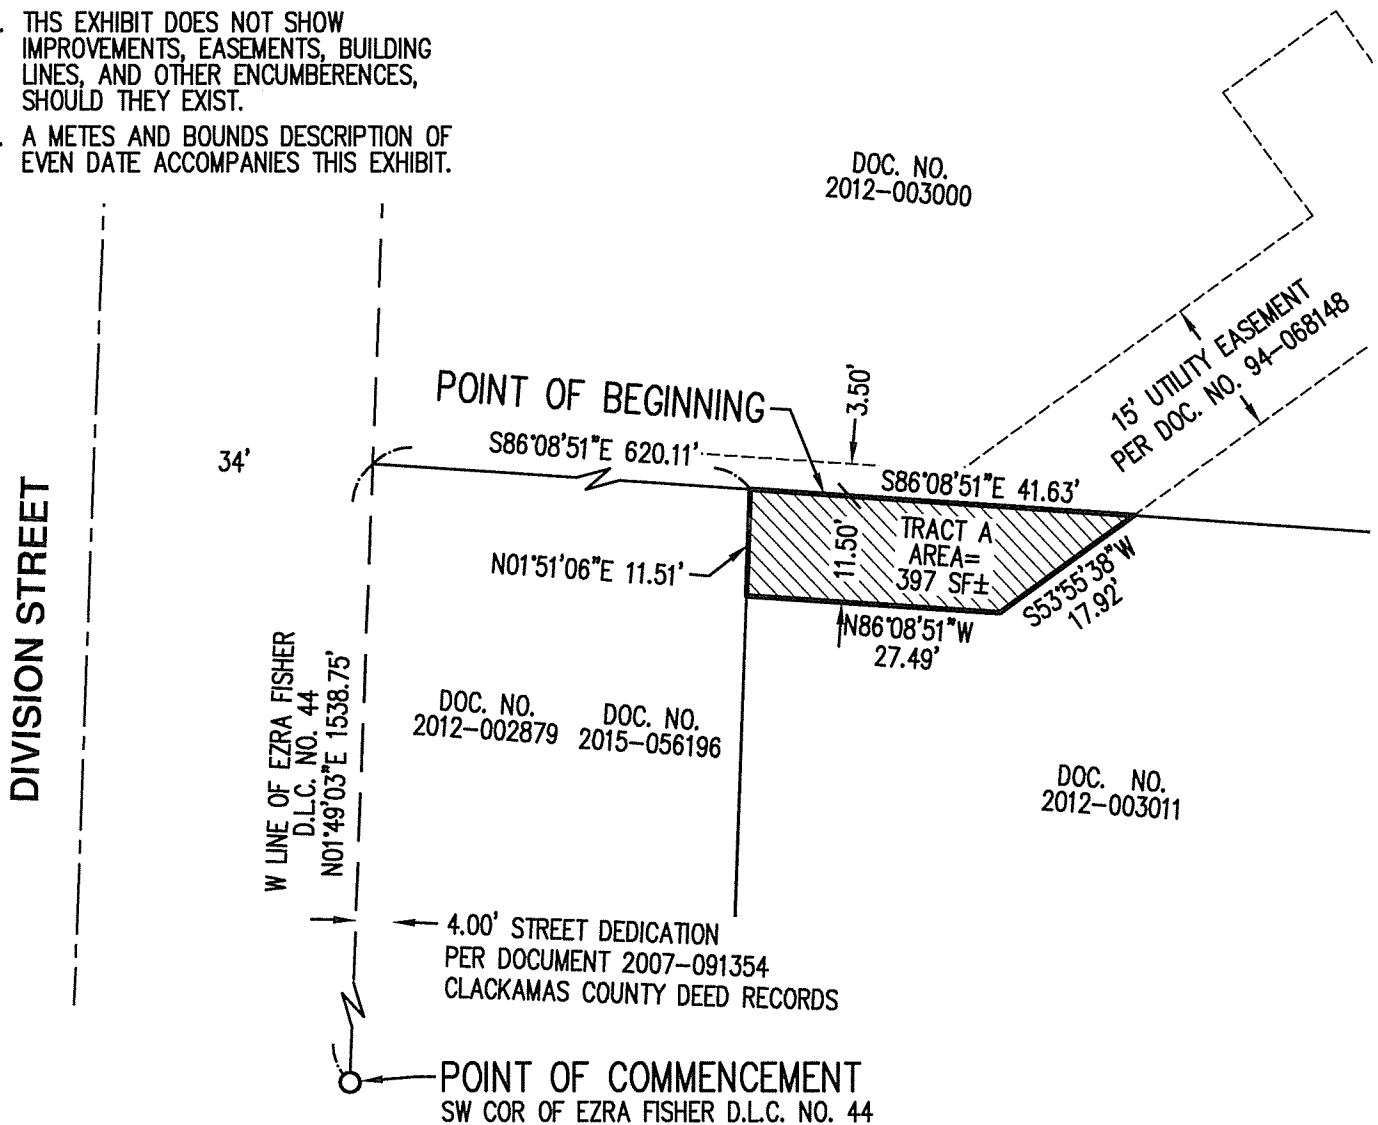 . THS EXHIBIT DOES NOT SHOW
IMPROVEMENTS, EASEMENTS, BUILDING
LINES, AND OTHER ENCUMBERENCES,
SHOULD THEY EXIST.
. A METES AND BOUNDS DESCRIPTION OF
EVEN DATE ACCOMPANIES THIS EXHIBIT.
DOC. NO.
2012-003000
15' UTILITY EASEMENT
PER DOC. NO. 94-068148
3.50'
POINT OF BEGINNING
S86°08'51"E 620.11'
34'
S86°08'51"E 41.63'
TRACT A
AREA=
397 SF±
11.50'
N01°51'06"E 11.51'
S53°55'38"W
17.92'
N86°08'51"W
27.49'
DIVISION STREET
W LINE OF EZRA FISHER
D.L.C. NO. 44
N01°49'03"E 1538.75'
DOC. NO.
2012-002879
DOC. NO.
2015-056196
DOC. NO.
2012-003011
4.00' STREET DEDICATION
PER DOCUMENT 2007-091354
CLACKAMAS COUNTY DEED RECORDS
POINT OF COMMENCEMENT
SW COR OF EZRA FISHER D.L.C. NO. 44